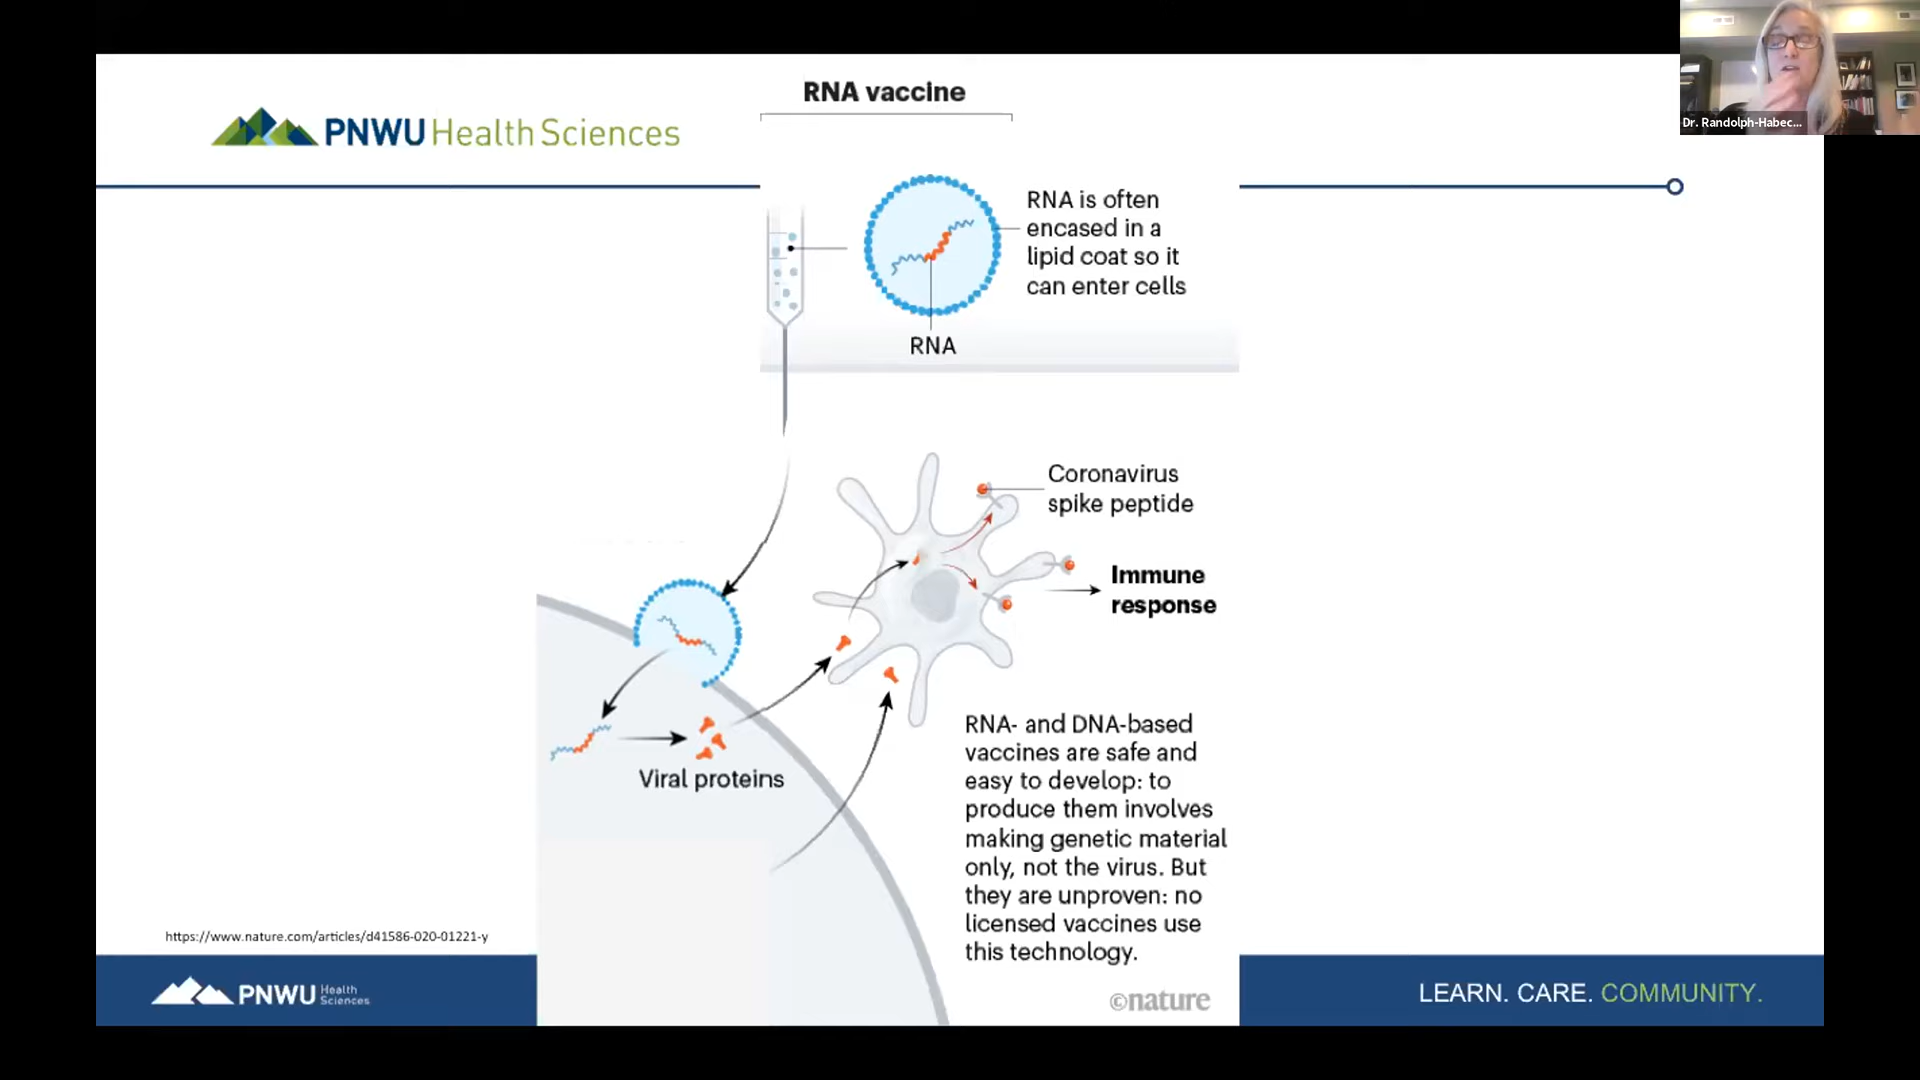 RNA vaccine
PNWU Health Sciences
Dr. Randolph-Habec...
RNA is often
encased in a
lipid coat so it
can enter cells
RNA
Coronavirus
spike peptide
Immune
response
Viral proteins
RNA- and DNA-based
vaccines are safe and
easy to develop: to
produce them involves
making genetic material
only, not the virus. But
they are unproven: no
licensed vaccines use
this technology.
©nature
https://www.nature.com/articles/d41586-020-01221-y
PNWU Health
Sciences
LEARN. CARE. COMMUNITY.